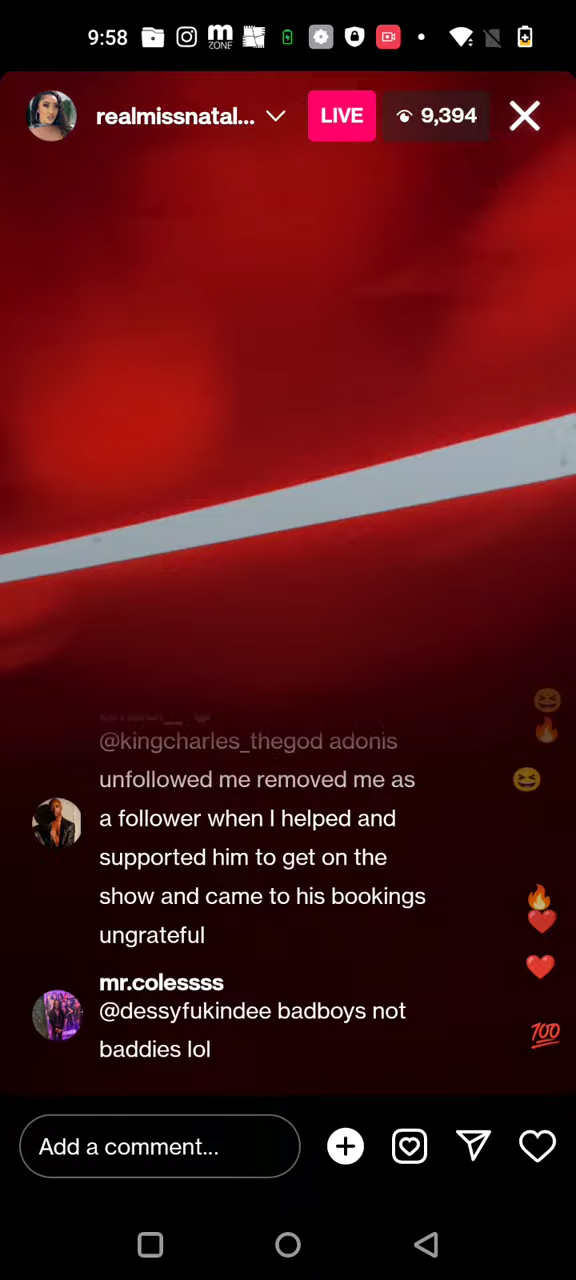 9:58
m
ZONE
realmissnatal...
LIVE
9,394
@kingcharles_thegod adonis
unfollowed me removed me as
a follower when I helped and
supported him to get on the
show and came to his bookings
ungrateful
mr.colessss
@dessyfukindee badboys not
baddies lol
100
Add a comment...